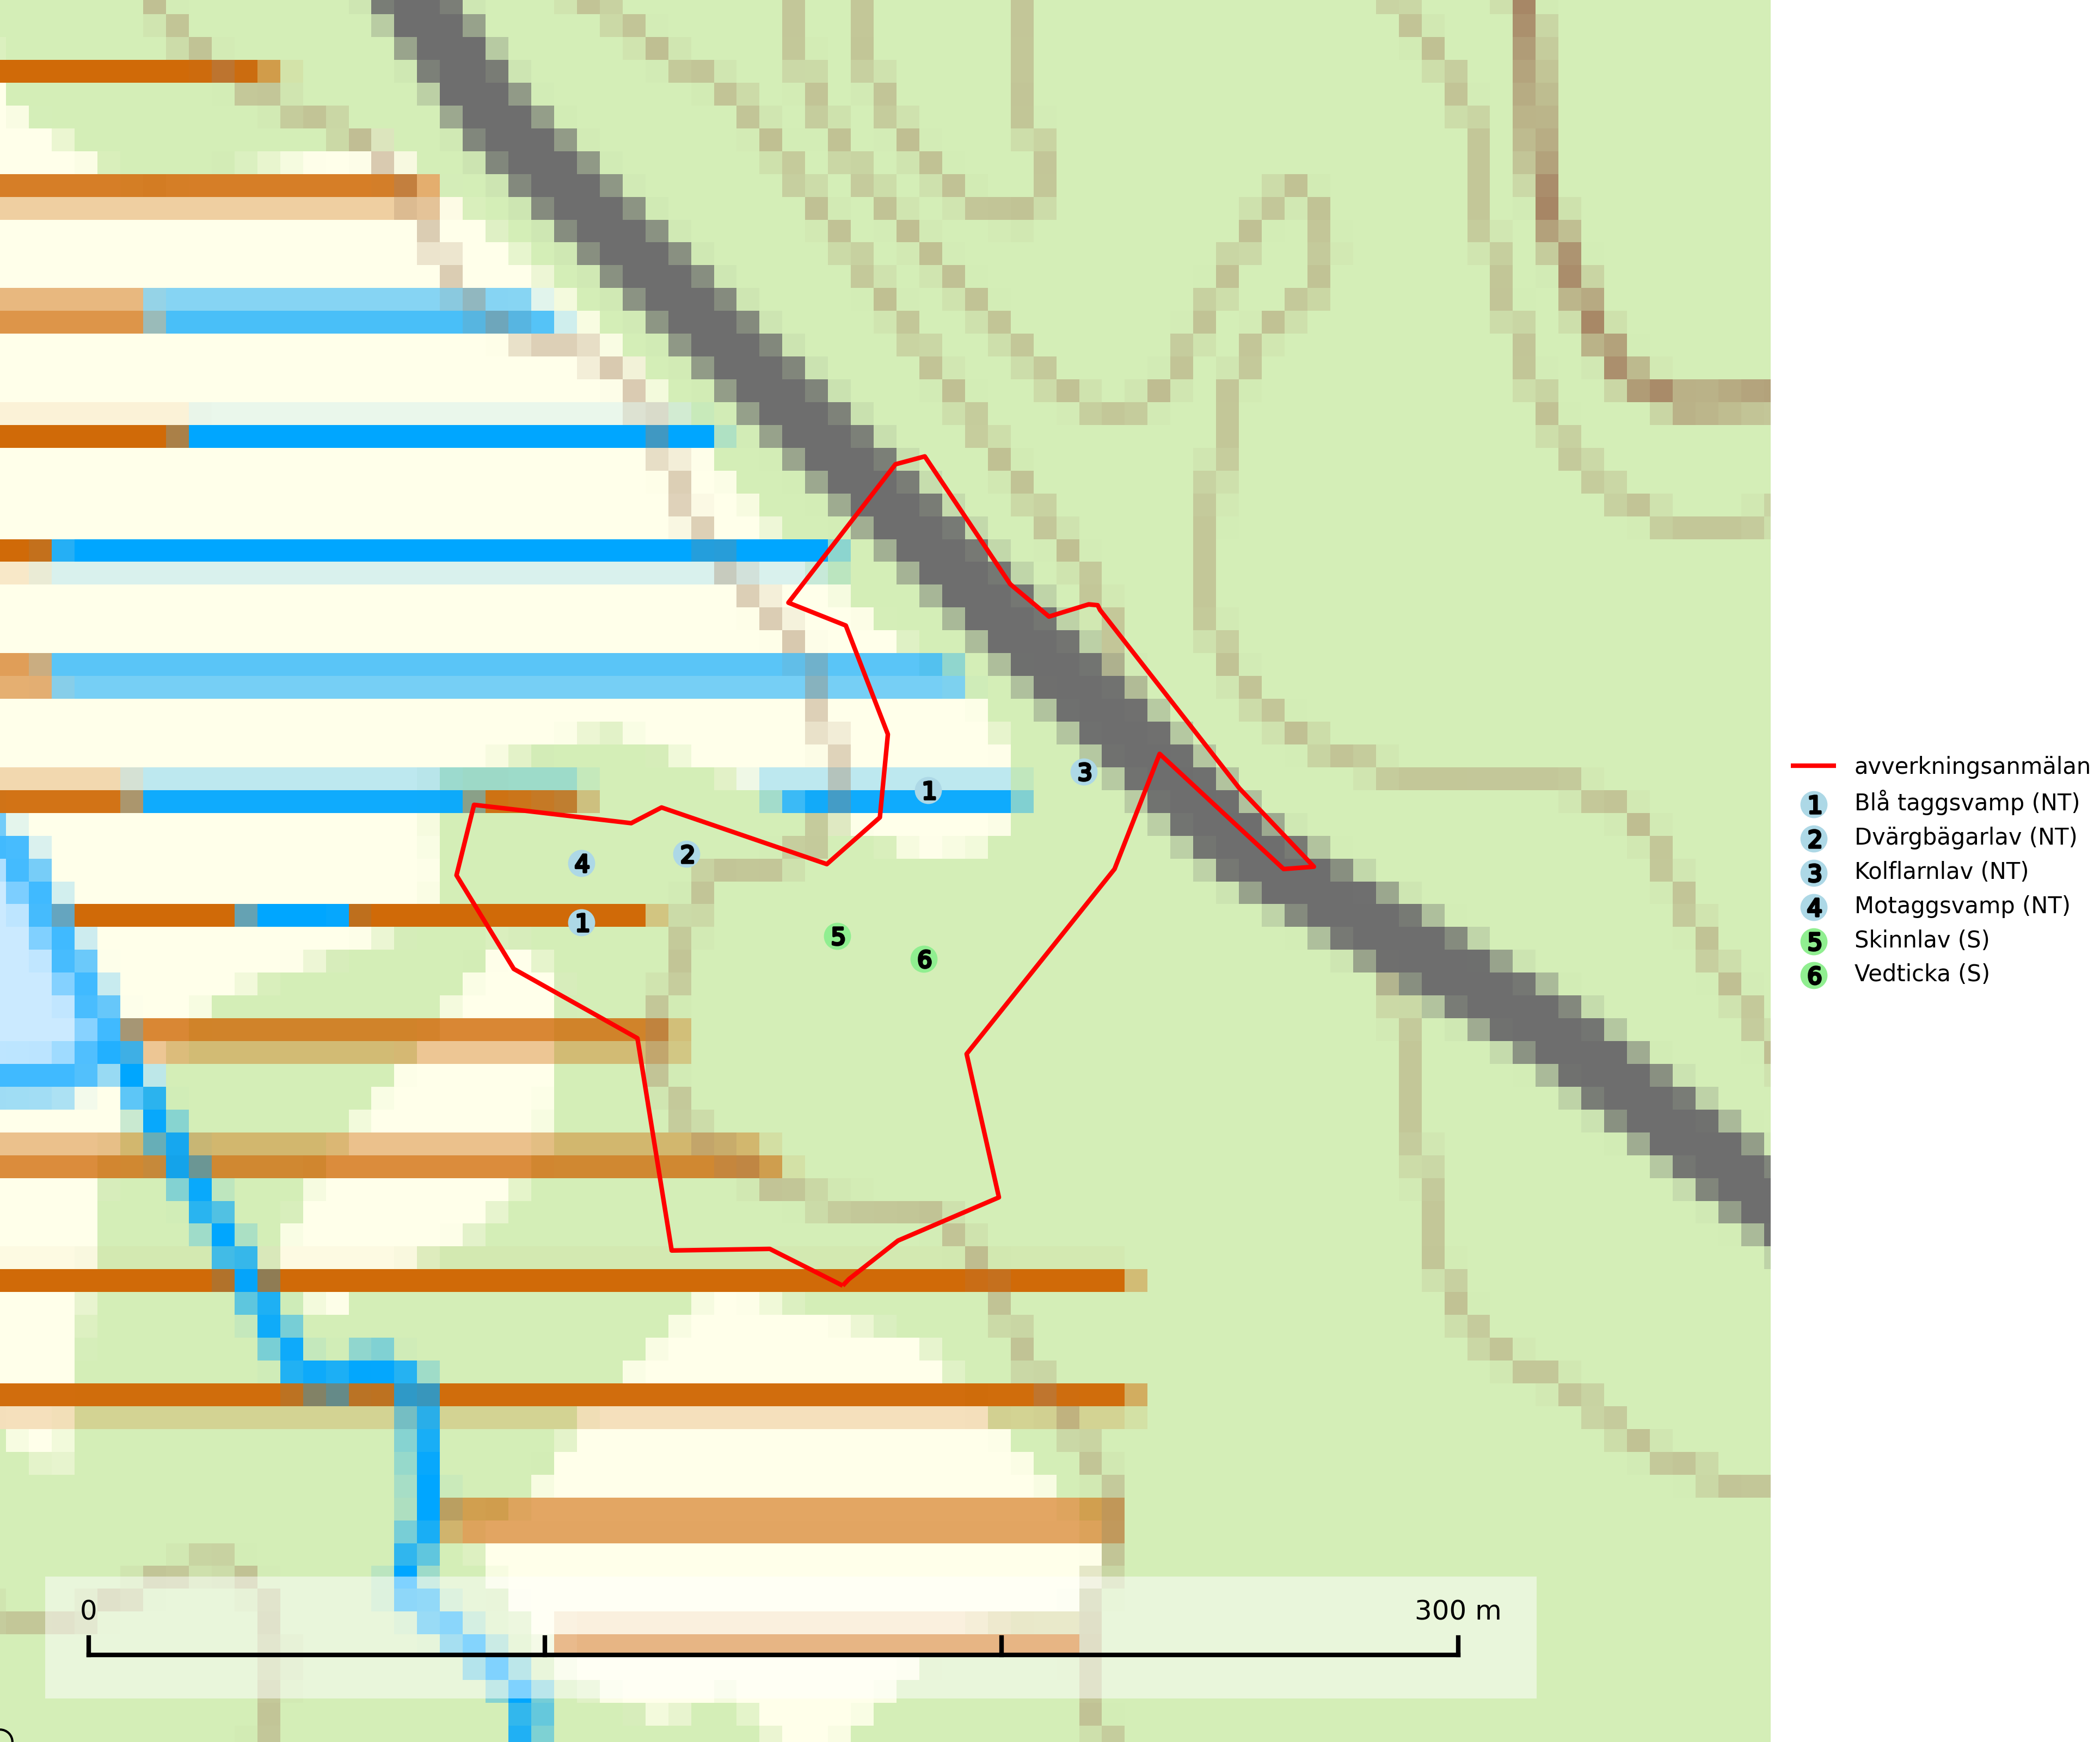 1
3
4
2
1
5
6
0
300 m
avverkningsanmälan
1 Blå taggsvamp (NT)
2 Dvärgbägarlav (NT)
3 Kolflarnlav (NT)
4 Motaggsvamp (NT)
5 Skinnlav (S)
6 Vedticka (S)